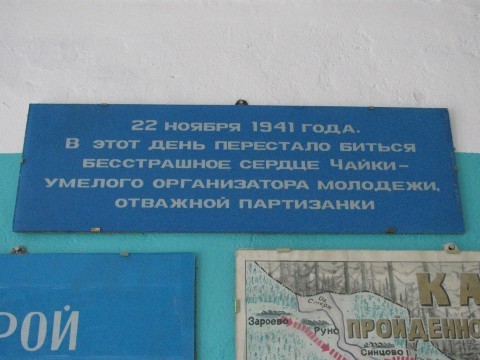 22 НОЯБРЯ 1941 ГОДА.
В ЭТОТ ДЕНЬ ПЕРЕСТАЛО БИТЬСЯ
БЕССТРАШНОЕ СЕРДЦЕ ЧАЙКИ-
УМЕЛОГО ОРГАНИЗАТОРА МОЛОДЕЖИ,
ОТВАЖНОЙ ПАРТИЗАНКИ
РОЙ
КА
ПРОЙДЕННО
Зароево
Руно
Синцово